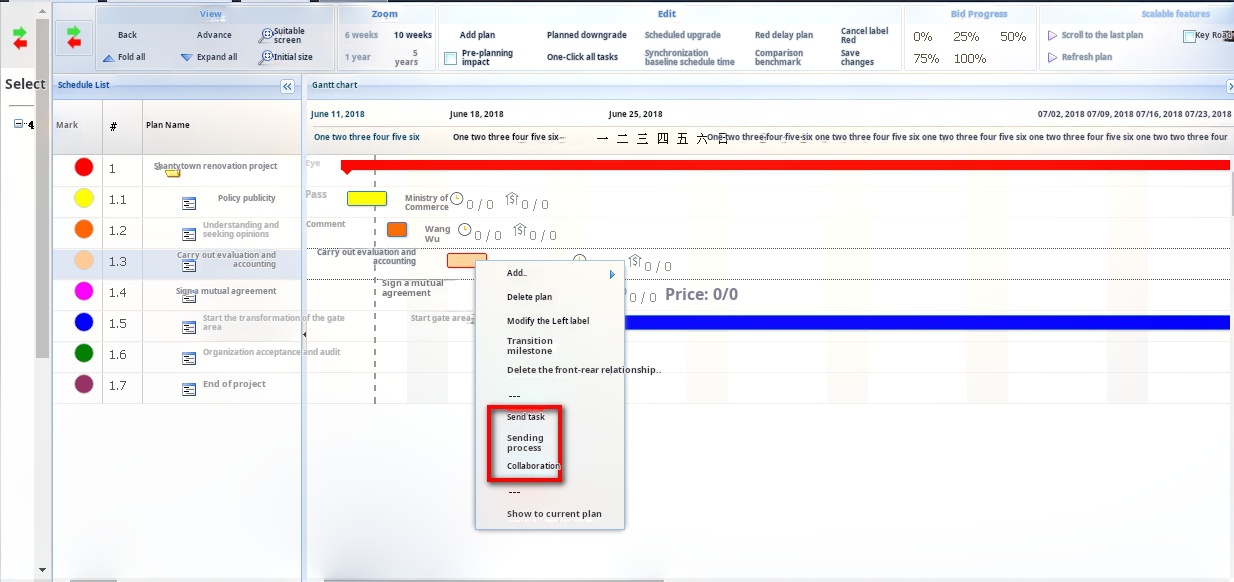 View
Zoom
Edit
Bid Progress
Scalable features
Back
Advance
Suitable screen
6 weeks
10 weeks
Add plan
Planned downgrade
Scheduled upgrade
Red delay plan
Cancel label Red
0%
25%
50%
Scroll to the last plan
Key Road
Fold all
Expand all
Initial size
1 year
5 years
Pre-planning impact
One-Click all tasks
Synchronization baseline schedule time
Comparison benchmark
Save changes
75%
100%
Refresh plan
Select
4
Schedule List
Gantt chart
Mark
#
Plan Name
June 11, 2018
June 18, 2018
June 25, 2018
07/02, 2018 07/09, 2018 07/16, 2018 07/23, 2018
One two three four five six
One two three four five six
一 二 三 四 五 六 日
One two three four five six one two three four five six one two three four five six one two three four five six one two three four
1
Shantytown renovation project
Eye
1.1
Policy publicity
Pass
Ministry of Commerce
0 / 0
0 / 0
1.2
Understanding and seeking opinions
Comment
Wang Wu
0 / 0
0 / 0
1.3
Carry out evaluation and accounting
Carry out evaluation and accounting
0 / 0
1.4
Sign a mutual agreement
Sign a mutual agreement
0 / 0
Price: 0/0
1.5
Start the transformation of the gate area
Start gate area
1.6
Organization acceptance and audit
1.7
End of project
Add..
Delete plan
Modify the Left label
Transition milestone
Delete the front-rear relationship..
---
Send task
Sending process
Collaboration
---
Show to current plan